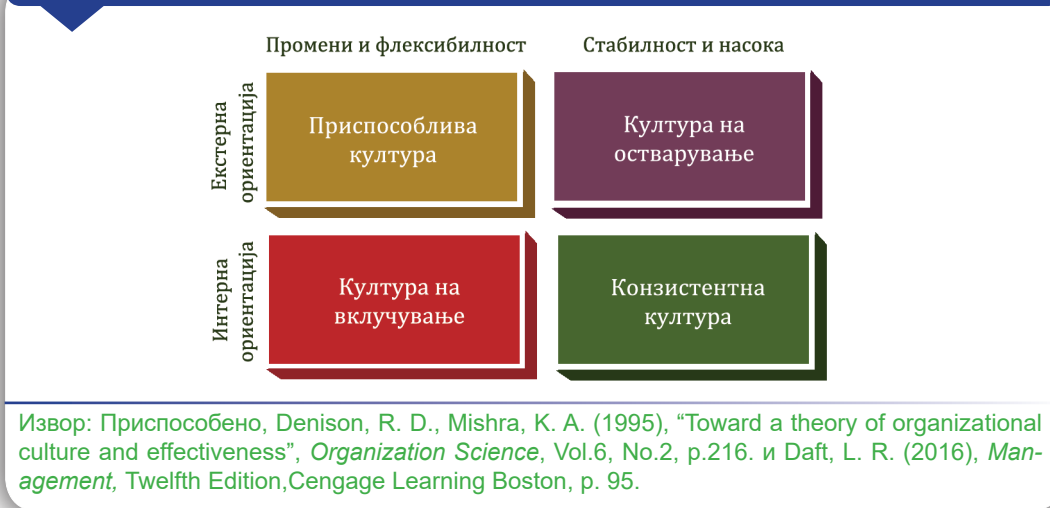 Промени и флексибилност
Стабилност и насока
Екстерна
ориентација
Приспособлива
култура
Култура на
остварување
Интерна
ориентација
Култура на
вклучување
Конзистентна
култура
Извор: Приспособено, Denison, R. D., Mishra, K. A. (1995), “Toward a theory of organizational
culture and effectiveness”, Organization Science, Vol.6, No.2, p.216. и Daft, L. R. (2016), Man-
agement, Twelfth Edition,Cengage Learning Boston, p. 95.